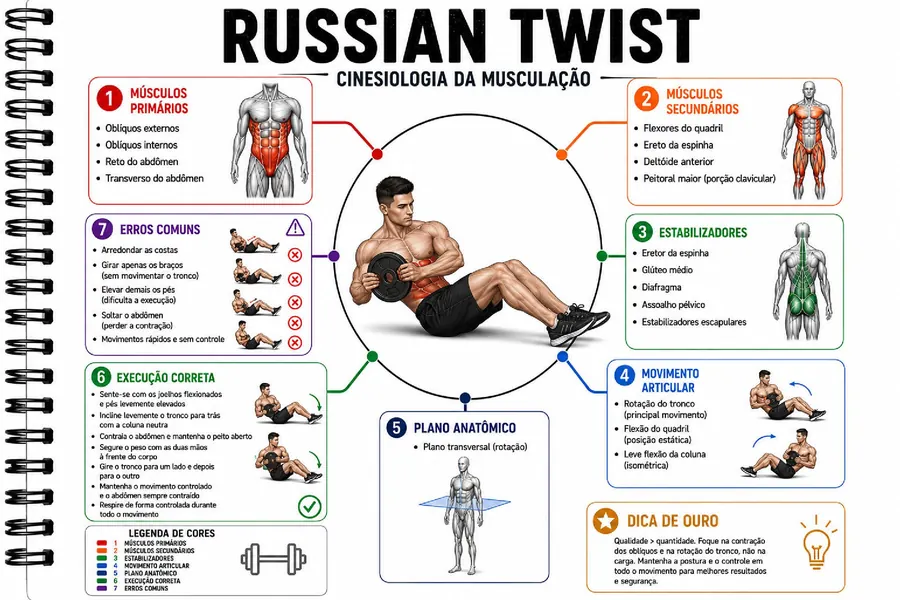 RUSSIAN TWIST
CINESIOLOGIA DA MUSCULAÇÃO
1 MÚSCULOS
PRIMÁRIOS
• Oblíquos externos
• Oblíquos internos
• Reto do abdômen
• Transverso do abdômen
2 MÚSCULOS
SECUNDÁRIOS
• Flexores do quadril
• Ereto da espinha
• Deltóide anterior
• Peitoral maior (porção clavicular)
3 ESTABILIZADORES
• Eretor da espinha
• Glúteo médio
• Diafragma
• Assoalho pélvico
• Estabilizadores escapulares
4 MOVIMENTO
ARTICULAR
• Rotação do tronco
(principal movimento)
• Flexão do quadril
(posição estática)
• Leve flexão da coluna
(isométrica)
5 PLANO ANATÔMICO
• Plano transversal (rotação)
6 EXECUÇÃO CORRETA
• Sente-se com os joelhos flexionados
e pés levemente elevados
• Incline levemente o tronco para trás
com a coluna neutra
• Contraia o abdômen e mantenha o peito aberto
• Segure o peso com as duas mãos
à frente do corpo
• Gire o tronco para um lado e depois
para o outro
• Mantenha o movimento controlado
e o abdômen sempre contraído
• Respire de forma controlada durante
todo o movimento
7 ERROS COMUNS
• Arredondar as costas
• Girar apenas os braços
(sem movimentar o tronco)
• Elevar demais os pés
(dificulta a execução)
• Soltar o abdômen
(perder a contração)
• Movimentos rápidos e sem controle
LEGENDA DE CORES
1 MÚSCULOS PRIMÁRIOS
2 MÚSCULOS SECUNDÁRIOS
3 ESTABILIZADORES
4 MOVIMENTO ARTICULAR
5 PLANO ANATÔMICO
6 EXECUÇÃO CORRETA
7 ERROS COMUNS
DICA DE OURO
Qualidade > quantidade. Foque na contração
dos oblíquos e na rotação do tronco, não na
carga. Mantenha a postura e o controle em
todo o movimento para melhores resultados
e segurança.